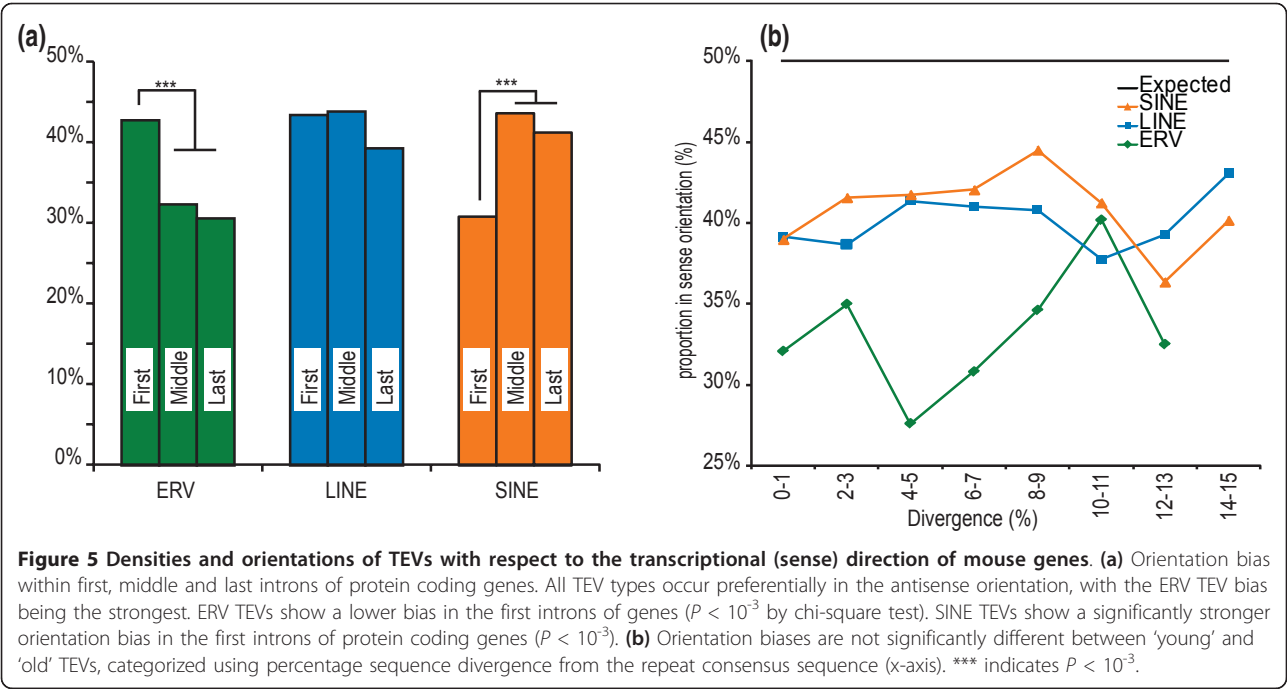 (a)
50%
40%
30%
20%
10%
0%
***
***
First
Middle
Last
First
Middle
Last
First
Middle
Last
ERV
LINE
SINE
(b)
50%
45%
40%
35%
30%
25%
proportion in sense orientation (%)
Expected
SINE
LINE
ERV
0-1
2-3
4-5
6-7
8-9
10-11
12-13
14-15
Divergence (%)
Figure 5 Densities and orientations of TEVs with respect to the transcriptional (sense) direction of mouse genes. (a) Orientation bias
within first, middle and last introns of protein coding genes. All TEV types occur preferentially in the antisense orientation, with the ERV TEV bias
being the strongest. ERV TEVs show a lower bias in the first introns of genes (P < 10⁻³ by chi-square test). SINE TEVs show a significantly stronger
orientation bias in the first introns of protein coding genes (P < 10⁻³). (b) Orientation biases are not significantly different between ‘young’ and
‘old’ TEVs, categorized using percentage sequence divergence from the repeat consensus sequence (x-axis). *** indicates P < 10⁻³.